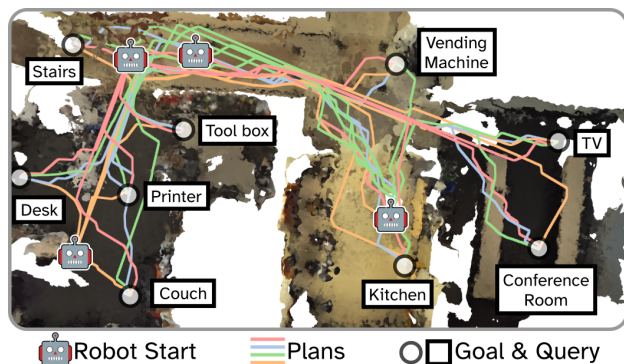 Stairs
Vending
Machine
Tool box
TV
Desk
Printer
Couch
Kitchen
Conference
Room
Robot Start
Plans
Goal & Query